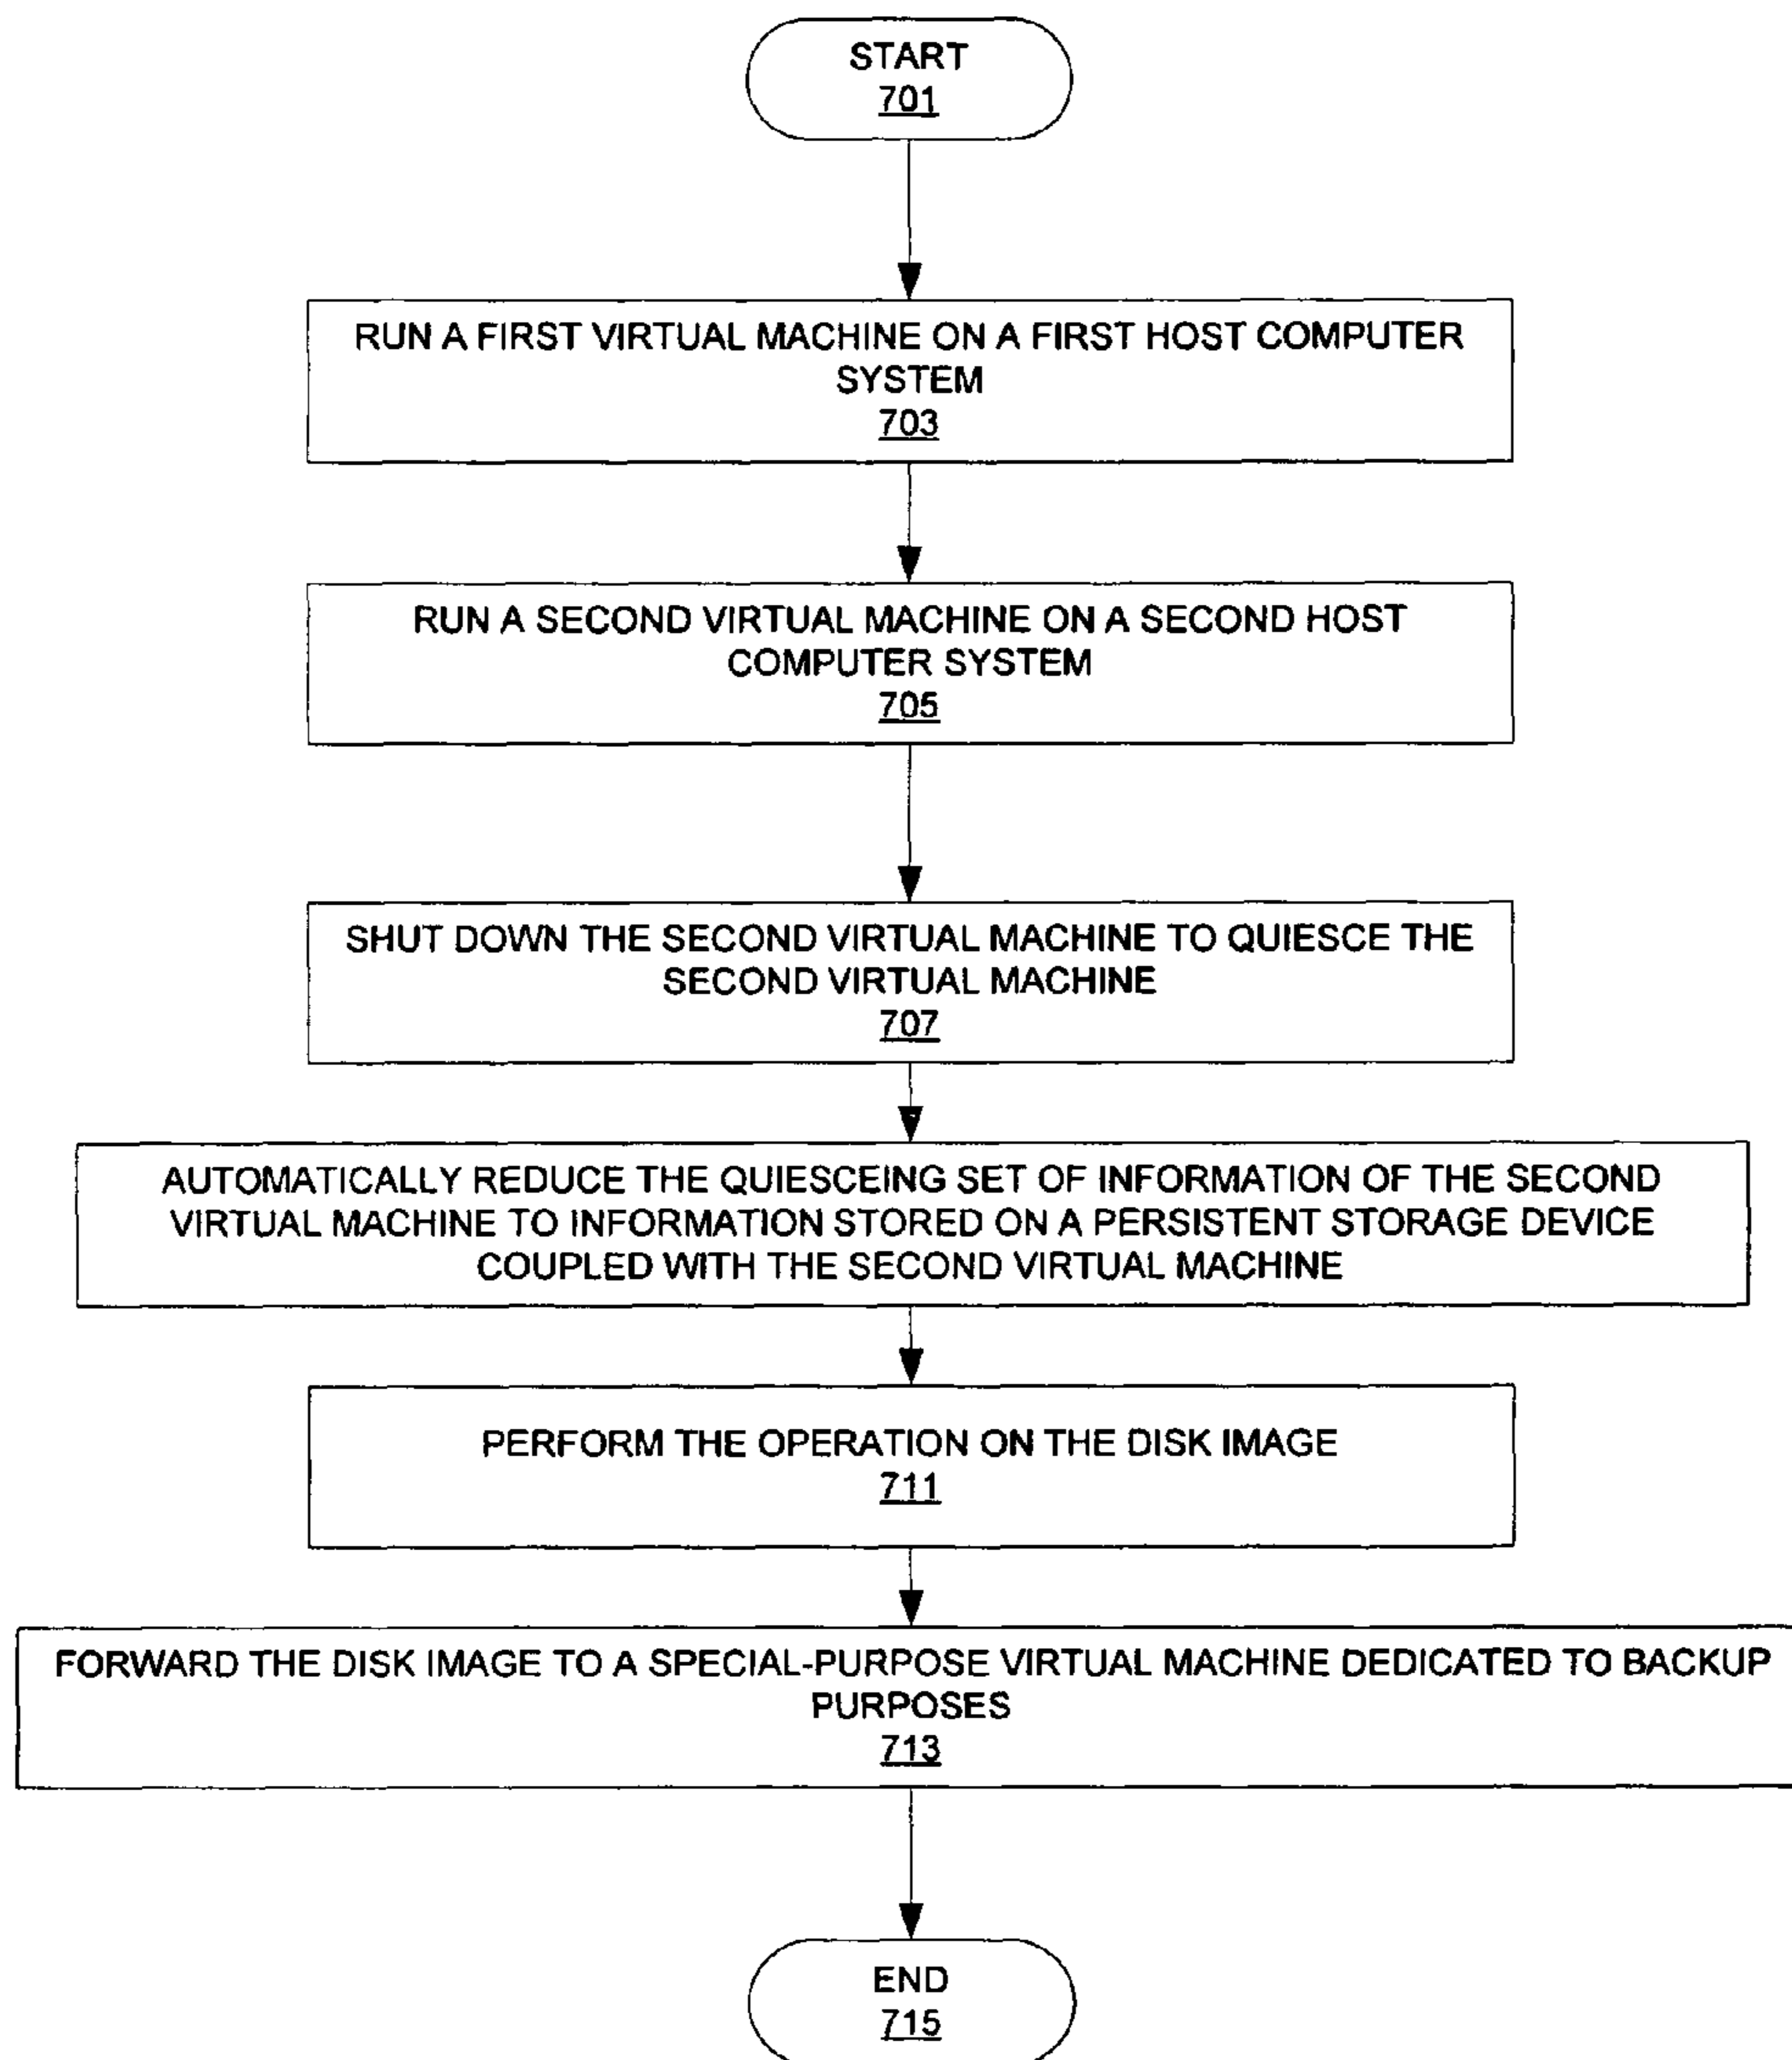 START
701
RUN A FIRST VIRTUAL MACHINE ON A FIRST HOST COMPUTER
SYSTEM
703
RUN A SECOND VIRTUAL MACHINE ON A SECOND HOST
COMPUTER SYSTEM
705
SHUT DOWN THE SECOND VIRTUAL MACHINE TO QUIESCE THE
SECOND VIRTUAL MACHINE
707
AUTOMATICALLY REDUCE THE QUIESCEING SET OF INFORMATION OF THE SECOND
VIRTUAL MACHINE TO INFORMATION STORED ON A PERSISTENT STORAGE DEVICE
COUPLED WITH THE SECOND VIRTUAL MACHINE
PERFORM THE OPERATION ON THE DISK IMAGE
711
FORWARD THE DISK IMAGE TO A SPECIAL-PURPOSE VIRTUAL MACHINE DEDICATED TO BACKUP
PURPOSES
713
END
715